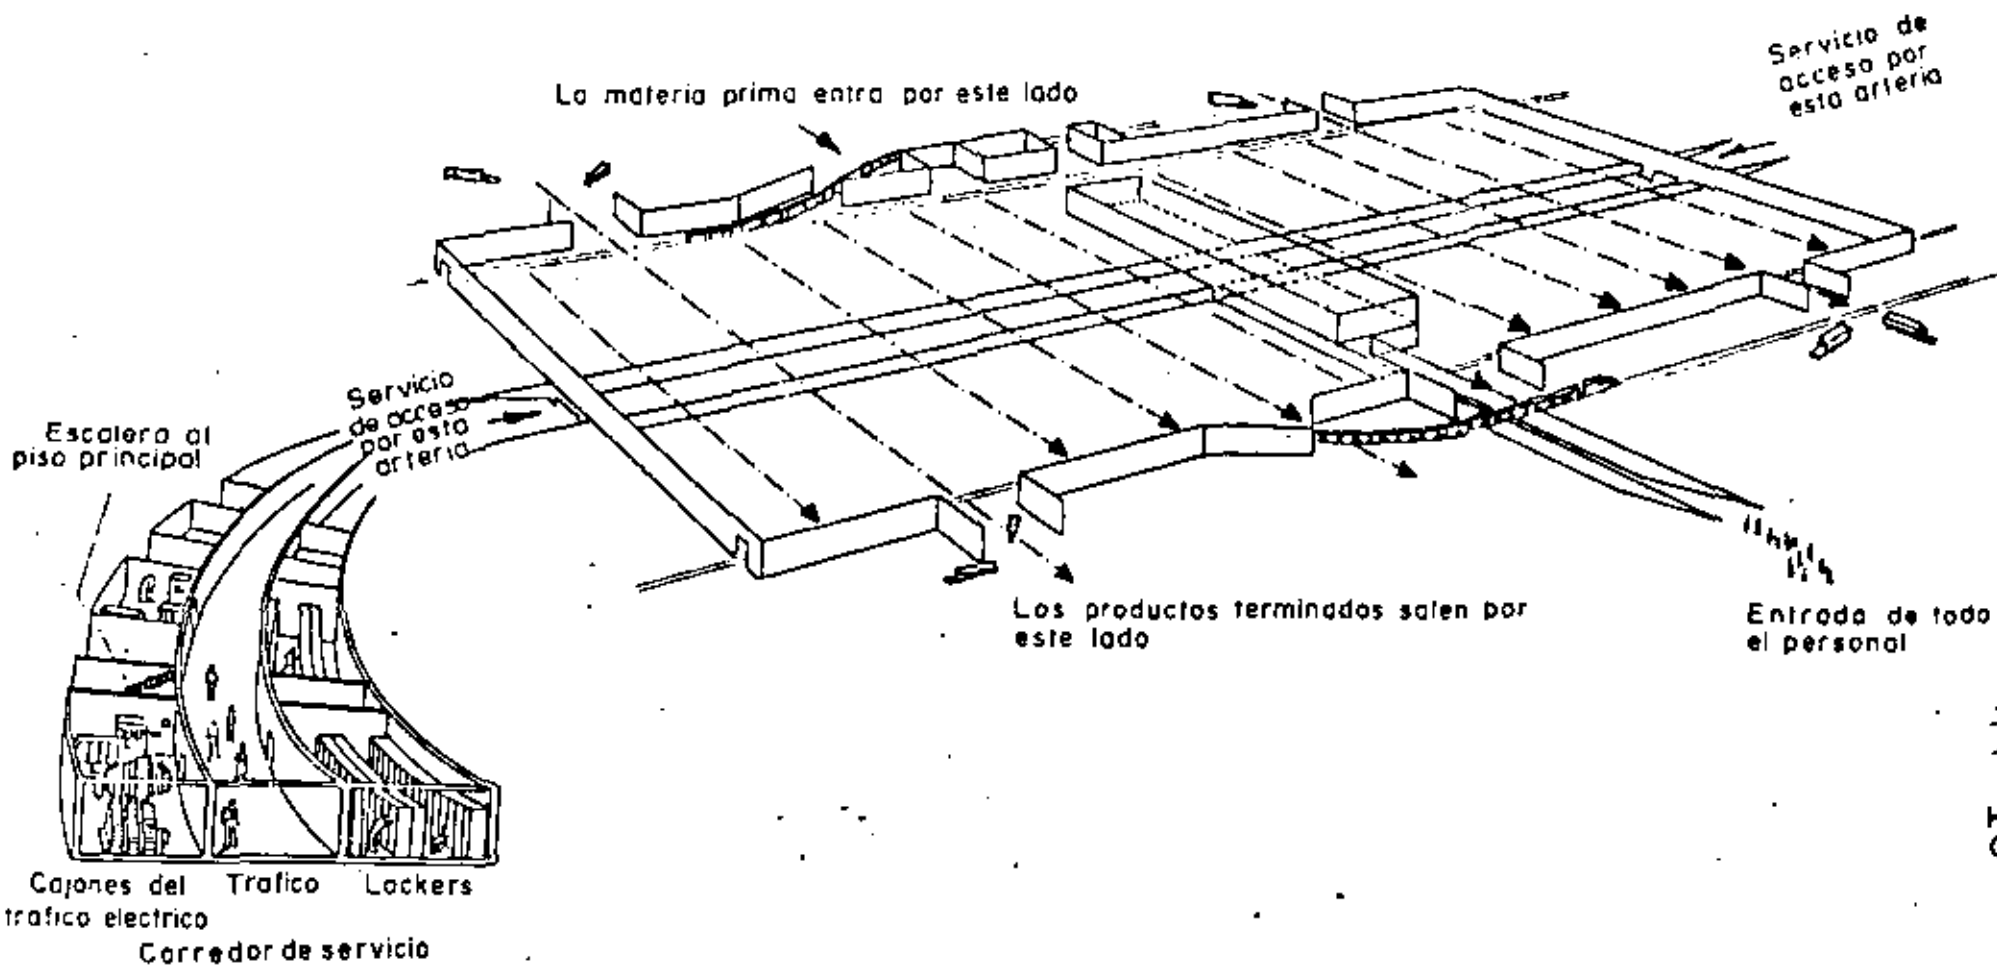 La materia prima entra por este lado
Servicio de
acceso por
esta arteria
Servicio
de acceso
por esta
arteria
Escalera al
piso principal
Los productos terminados salen por
este lado
Entrada de todo
el personal
Cajones del
trafico electrico
Trafico
Lockers
Corredor de servicio